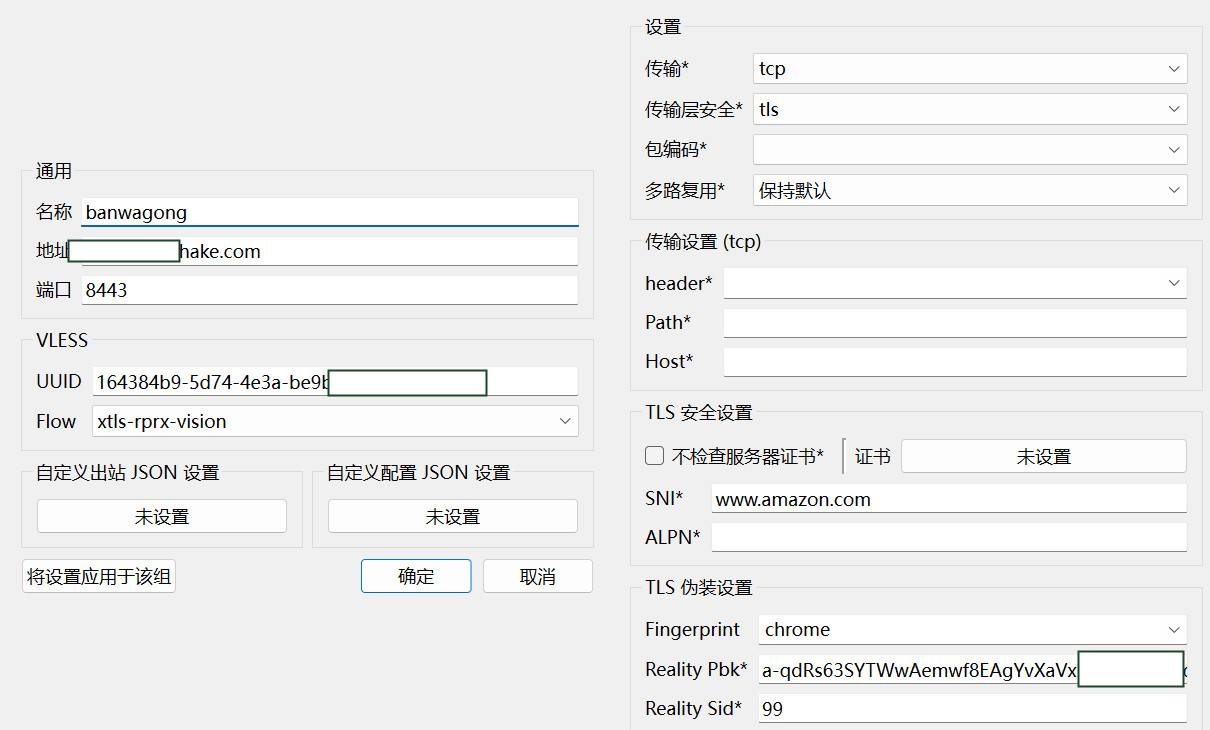 通用
名称 banwagong
地址 hake.com
端口 8443
VLESS
UUID 164384b9-5d74-4e3a-be9b
Flow xtls-rprx-vision
自定义出站 JSON 设置 自定义配置 JSON 设置
未设置 未设置
将设置应用于该组 确定 取消
设置
传输* tcp
传输层安全* tls
包编码*
多路复用* 保持默认
传输设置 (tcp)
header*
Path*
Host*
TLS 安全设置
不检查服务器证书* 证书 未设置
SNI* www.amazon.com
ALPN*
TLS 伪装设置
Fingerprint chrome
Reality Pbk* a-qdRs63SYTWwAemwf8EAgYvXaVx
Reality Sid* 99